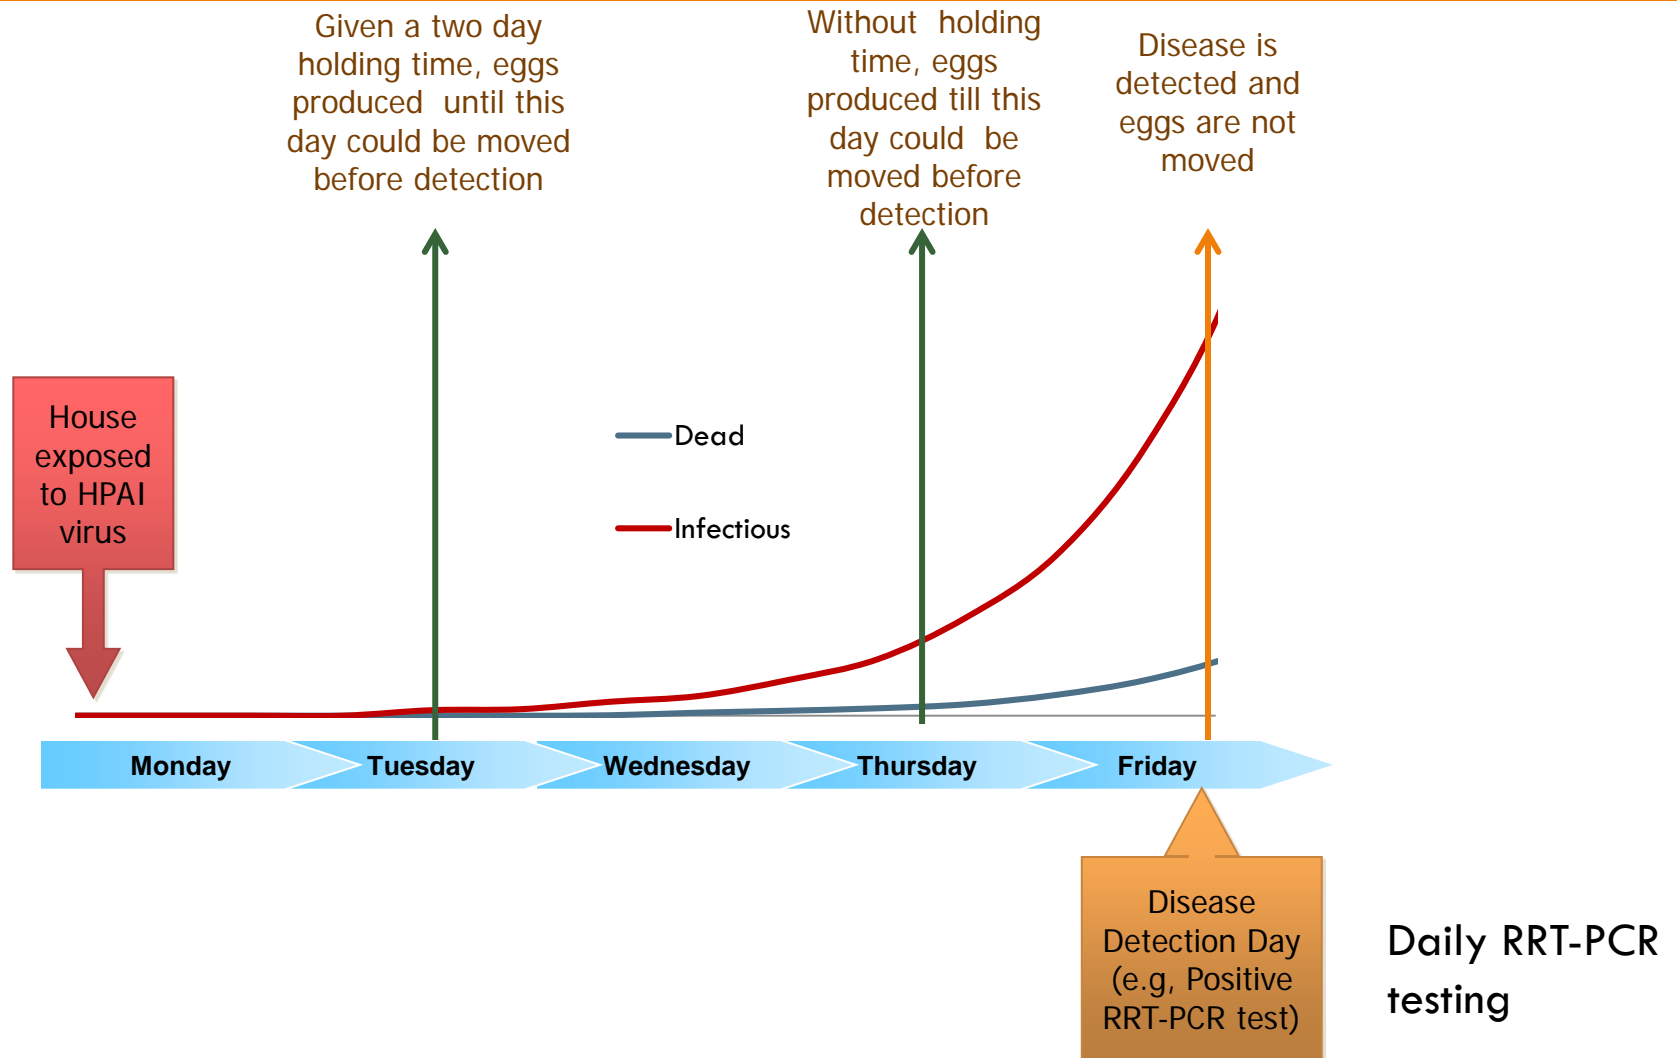 Given a two day
holding time, eggs
produced until this
day could be moved
before detection
Without holding
time, eggs
produced till this
day could be
moved before
detection
Disease is
detected and
eggs are not
moved
House
exposed
to HPAI
virus
Dead
Infectious
Monday
Tuesday
Wednesday
Thursday
Friday
Disease
Detection Day
(e.g, Positive
RRT-PCR test)
Daily RRT-PCR
testing